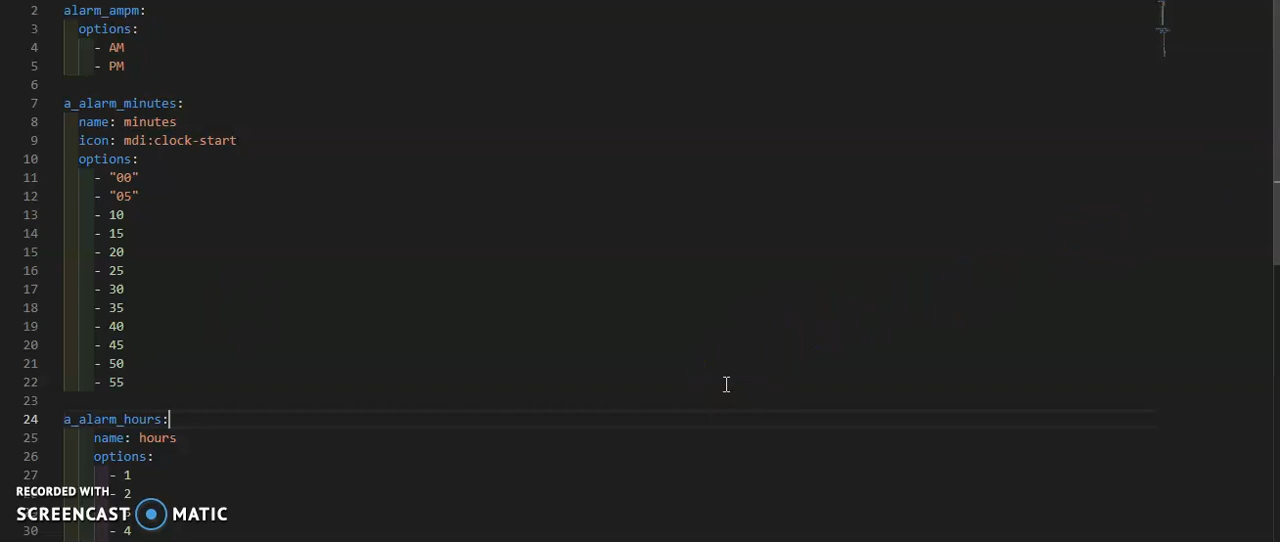 2 alarm_ampm:
3 options:
4 - AM
5 - PM
6
7 a_alarm_minutes:
8 name: minutes
9 icon: mdi:clock-start
10 options:
11 - "00"
12 - "05"
13 - 10
14 - 15
15 - 20
16 - 25
17 - 30
18 - 35
19 - 40
20 - 45
21 - 50
22 - 55
23
24 a_alarm_hours:
25 name: hours
26 options:
27 - 1
RECORDED WITH
- 2
SCREENCAST MATIC
30 - 4